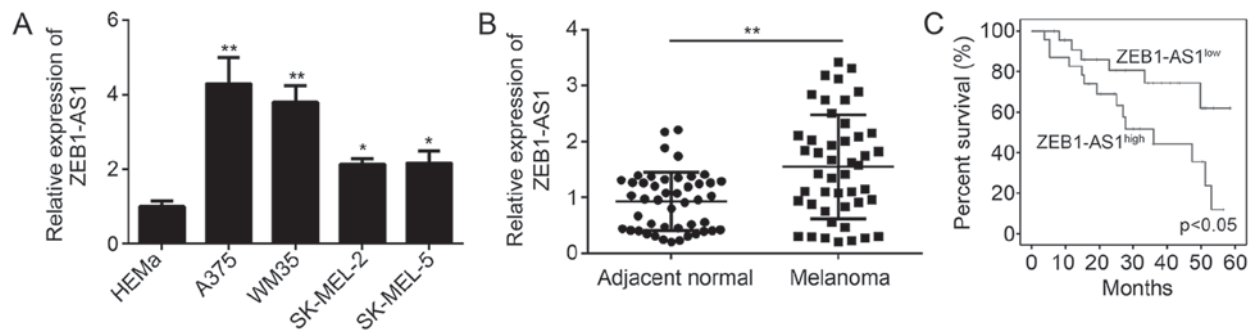 A
Relative expression of
ZEB1-AS1
6
4
2
0
**
**
*
*
HEMa
A375
WM35
SK-MEL-2
SK-MEL-5
B
Relative expression of
ZEB1-AS1
4
3
2
1
0
**
Adjacent normal
Melanoma
C
Percent survival (%)
100
80
60
40
20
0
ZEB1-AS1low
ZEB1-AS1high
p<0.05
0 10 20 30 40 50 60
Months